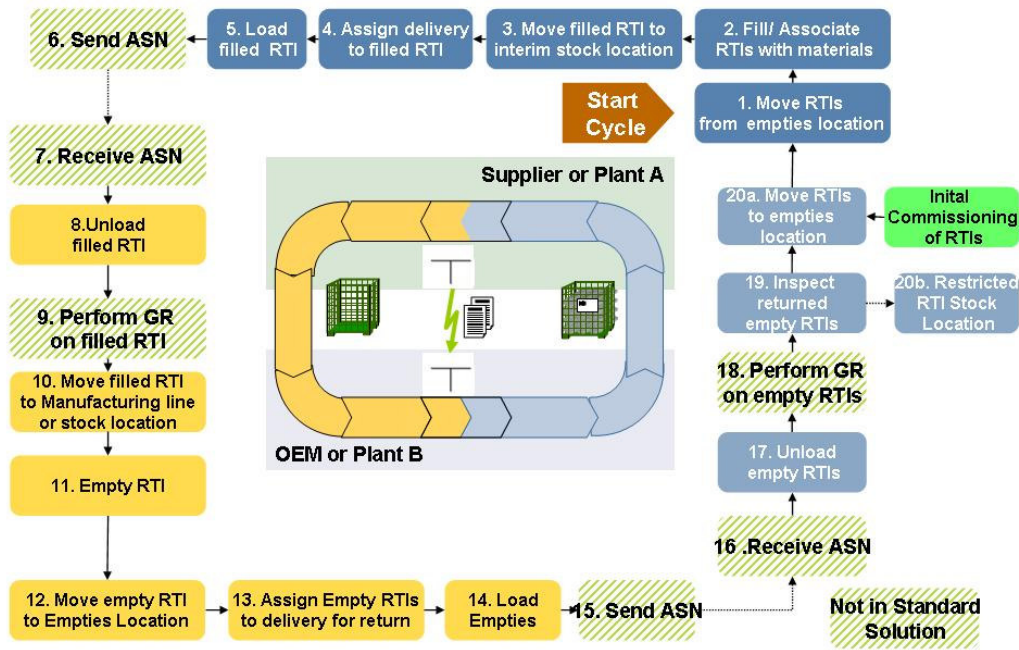 6. Send ASN
5. Load
filled RTI
4. Assign delivery
to filled RTI
3. Move filled RTI to
interim stock location
2. Fill/ Associate
RTIs with materials
Start
Cycle
1. Move RTIs
from empties location
7. Receive ASN
Supplier or Plant A
20a. Move RTIs
to empties
location
Inital
Commissioning
of RTIs
8.Unload
filled RTI
19. Inspect
returned
empty RTIs
20b. Restricted
RTI Stock
Location
9. Perform GR
on filled RTI
10. Move filled RTI
to Manufacturing line
or stock location
18. Perform GR
on empty RTIs
OEM or Plant B
11. Empty RTI
17. Unload
empty RTIs
16 .Receive ASN
12. Move empty RTI
to Empties Location
13. Assign Empty RTIs
to delivery for return
14. Load
Empties
15. Send ASN
Not in Standard
Solution